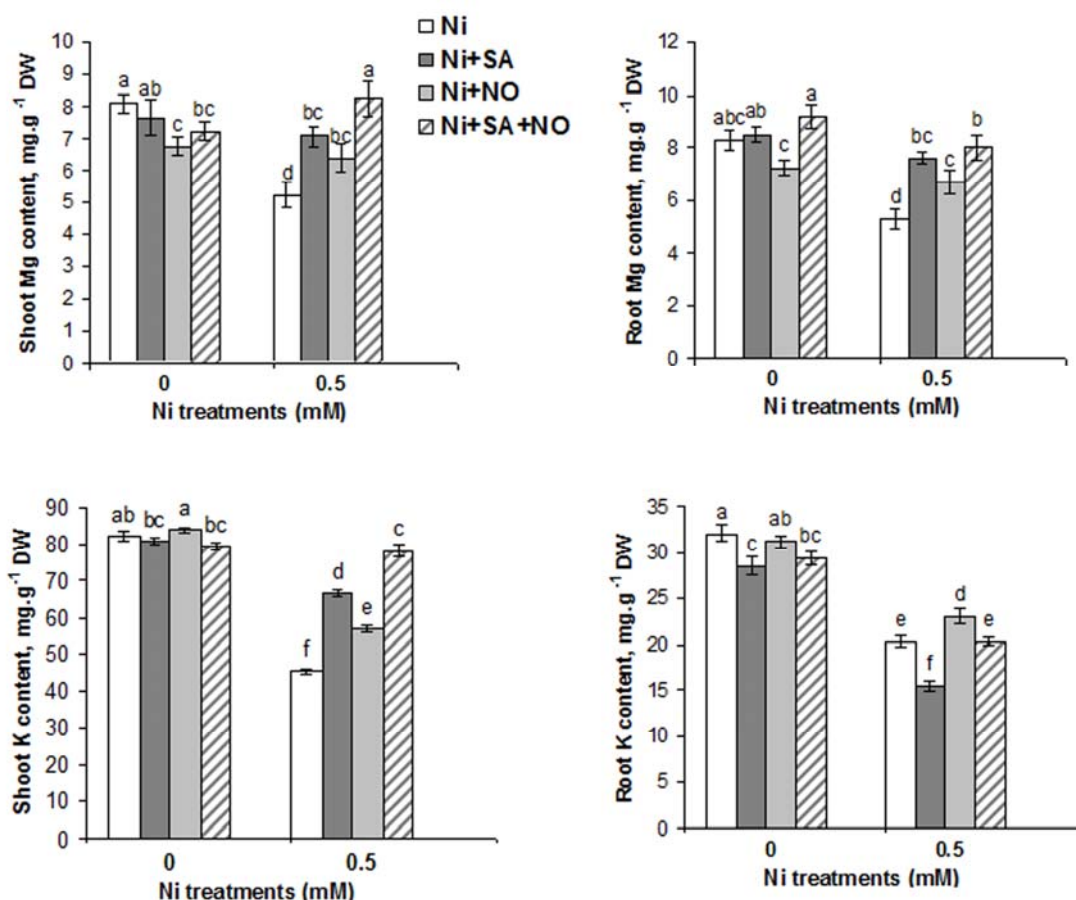 Ni
Ni+SA
Ni+NO
Ni+SA+NO
Shoot Mg content, mg.g⁻¹ DW
10
9
8
7
6
5
4
3
2
1
0
a ab c bc d bc bc a
0 0.5
Ni treatments (mM)
Root Mg content, mg.g⁻¹ DW
12
10
8
6
4
2
0
abc ab c a d bc c b
0 0.5
Ni treatments (mM)
Shoot K content, mg.g⁻¹ DW
90
80
70
60
50
40
30
20
10
0
ab bc a bc f d e c
0 0.5
Ni treatments (mM)
Root K content, mg.g⁻¹ DW
35
30
25
20
15
10
5
0
a c ab bc e f d e
0 0.5
Ni treatments (mM)